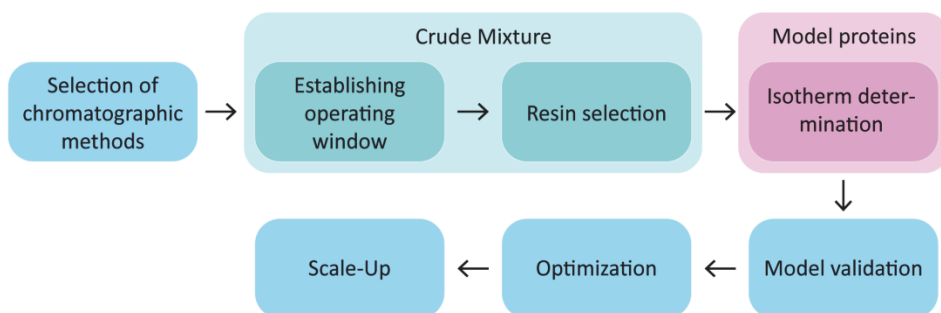 Crude Mixture
Model proteins
Selection of
chromatographic
methods
Establishing
operating
window
Resin selection
Isotherm deter-
mination
Scale-Up
Optimization
Model validation